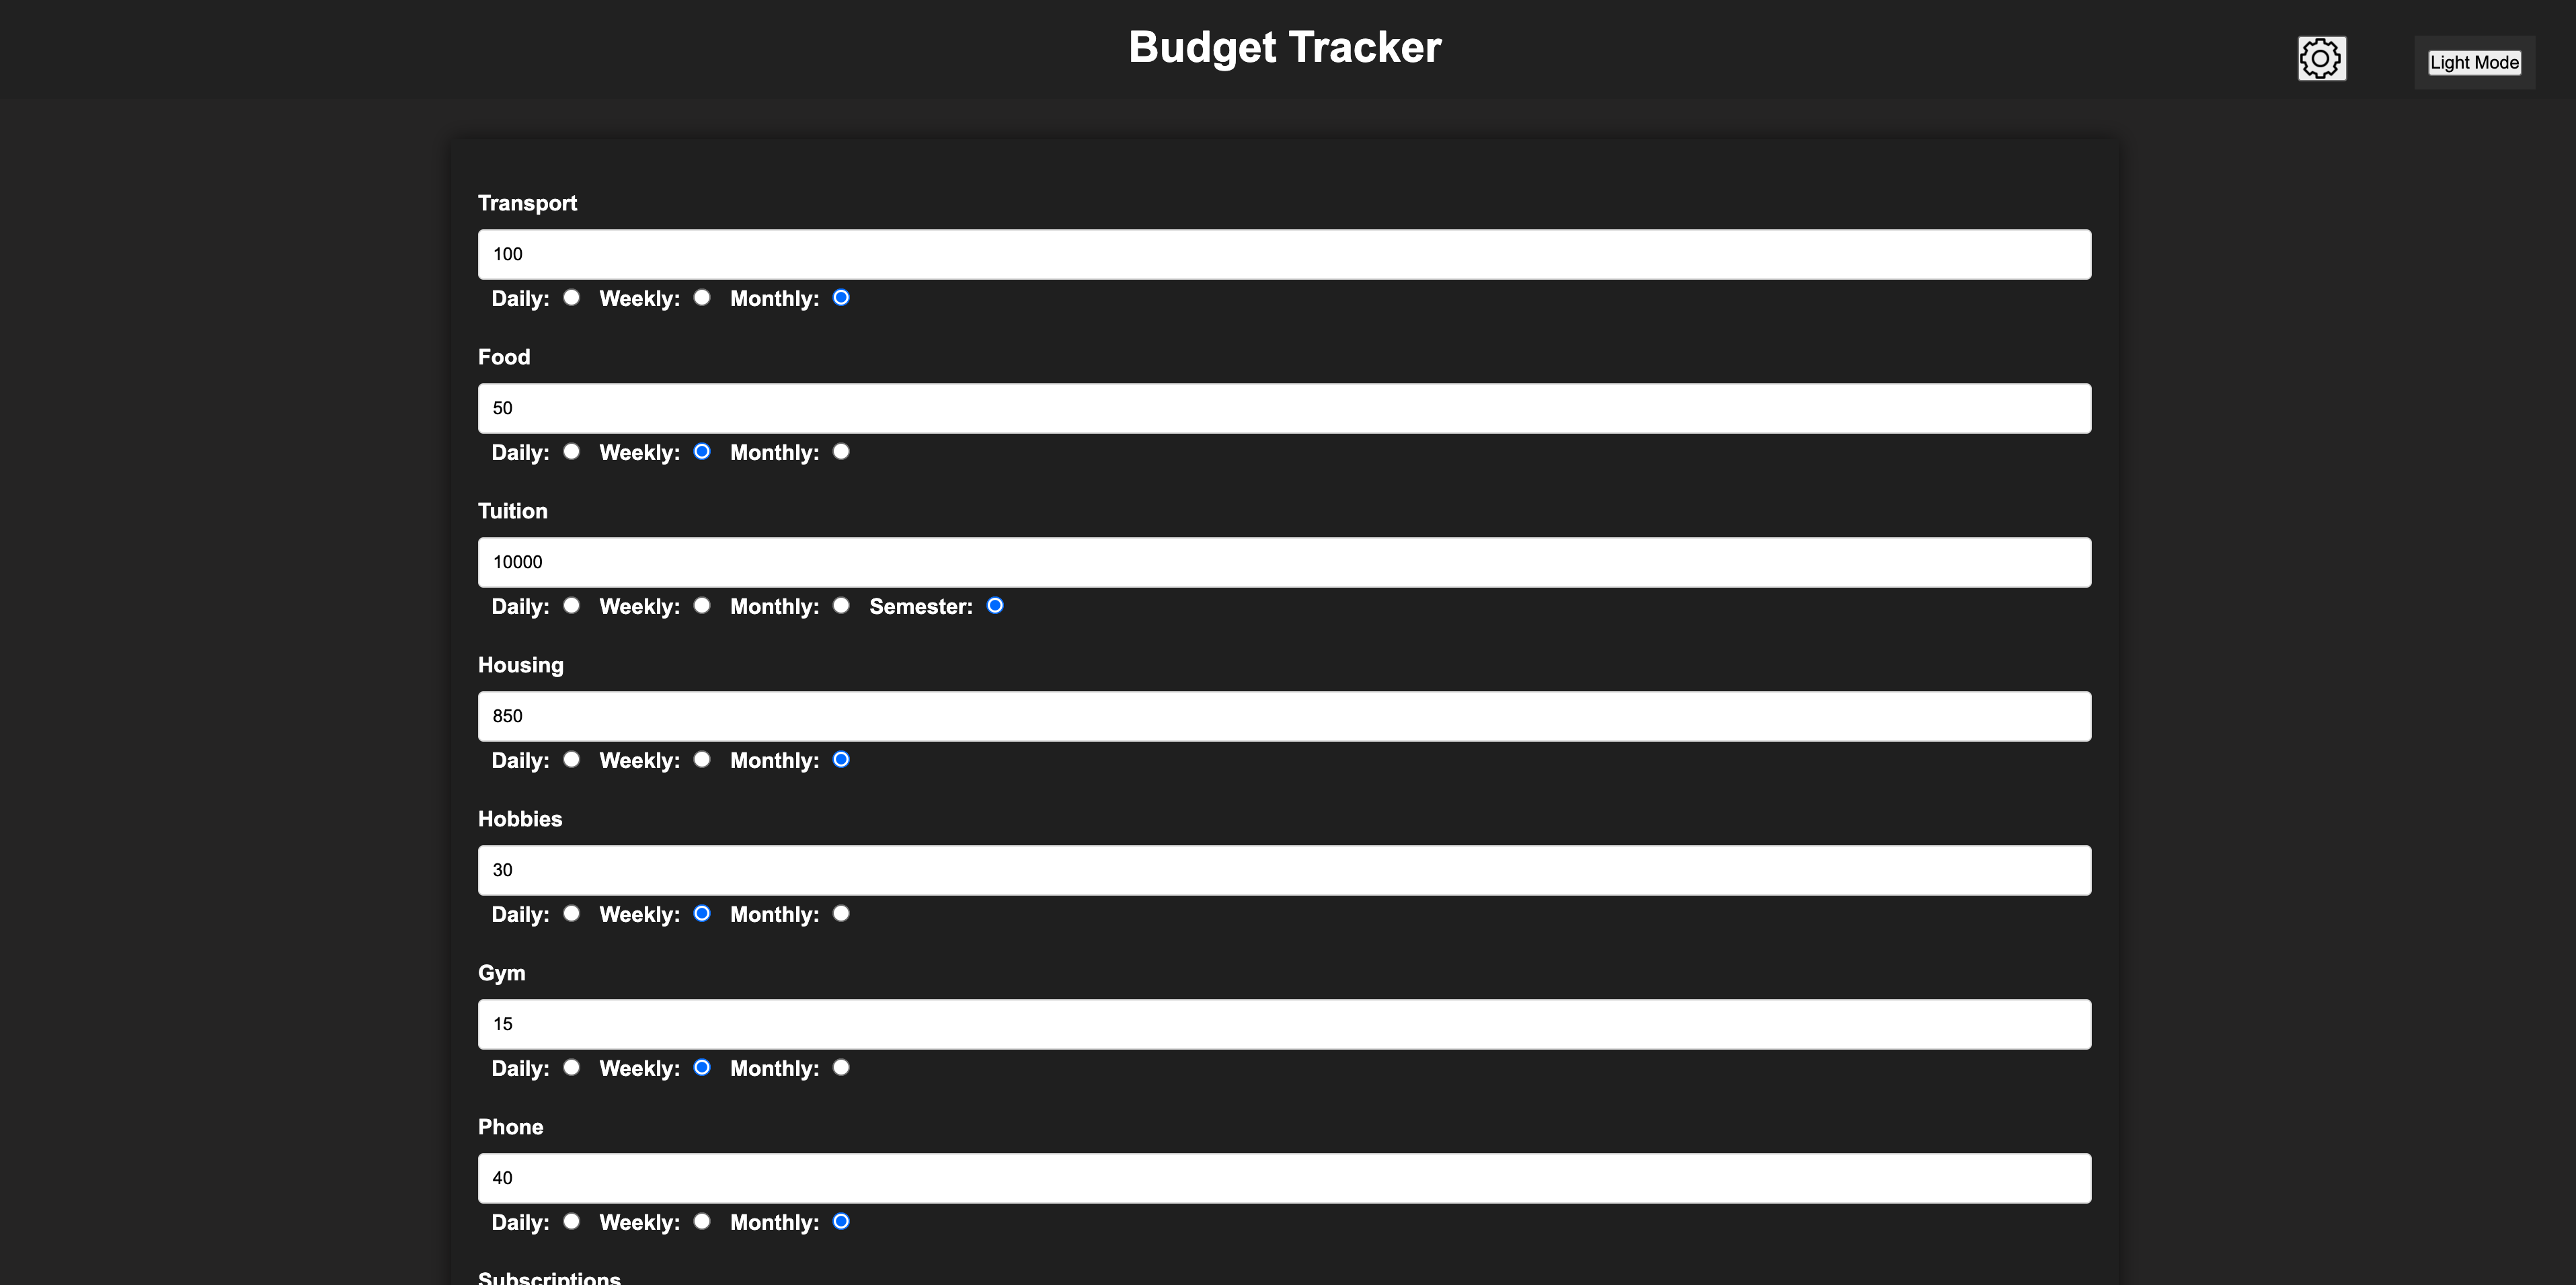 Budget Tracker
Light Mode
Transport
100
Daily: Weekly: Monthly:
Food
50
Daily: Weekly: Monthly:
Tuition
10000
Daily: Weekly: Monthly: Semester:
Housing
850
Daily: Weekly: Monthly:
Hobbies
30
Daily: Weekly: Monthly:
Gym
15
Daily: Weekly: Monthly:
Phone
40
Daily: Weekly: Monthly:
Subscriptions